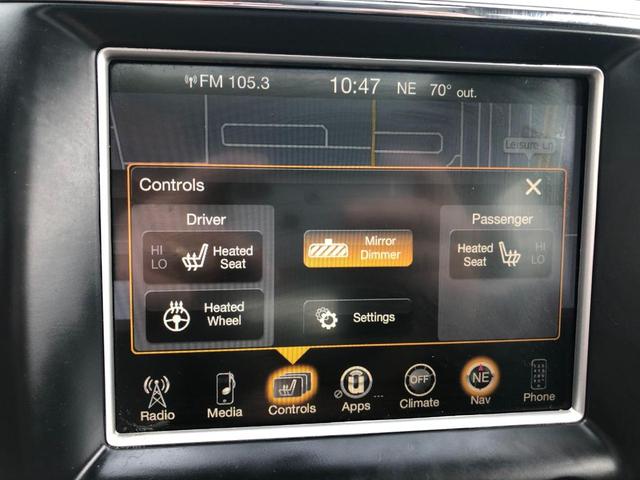 FM 105.3 10:47 NE 70° out.
Leisure Ln
Controls X
Driver
Passenger
HI
LO
Heated
Seat
Mirror
Dimmer
Heated
Seat
HI
LO
Heated
Wheel
Settings
OFF
NE
Radio
Media
Controls
Apps
Climate
Nav
Phone